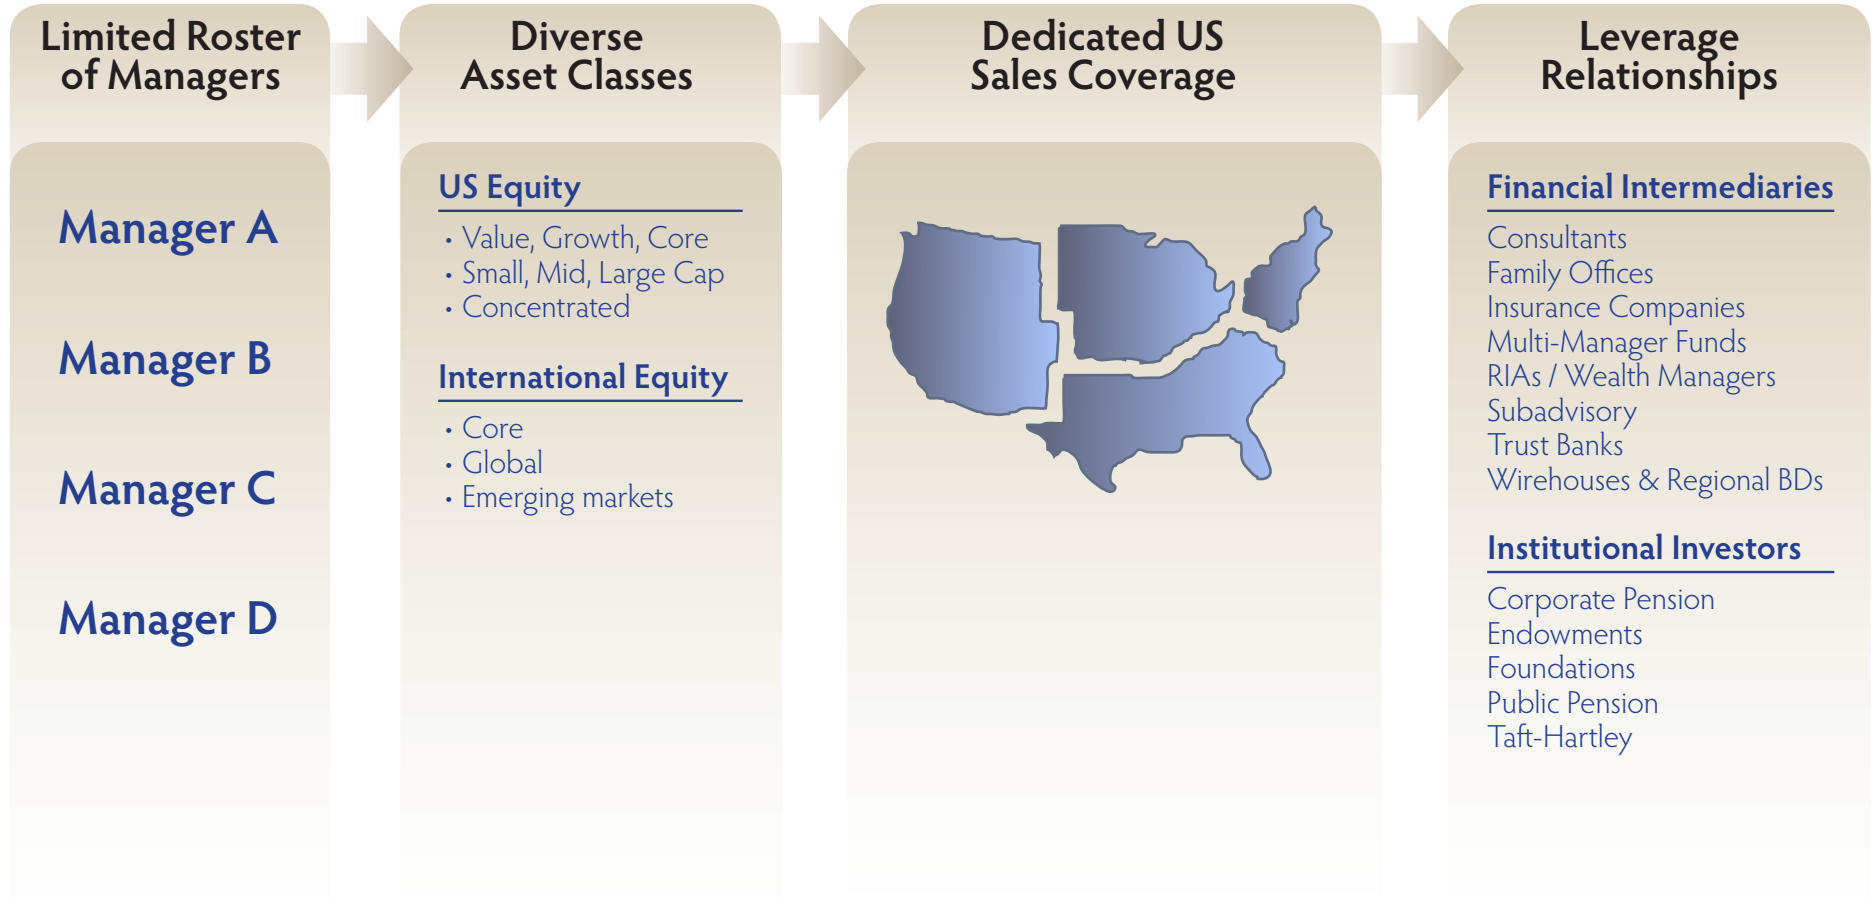 Limited Roster
of Managers
Manager A
Manager B
Manager C
Manager D
Diverse
Asset Classes
US Equity
• Value, Growth, Core
• Small, Mid, Large Cap
• Concentrated
International Equity
• Core
• Global
• Emerging markets
Dedicated US
Sales Coverage
Leverage
Relationships
Financial Intermediaries
Consultants
Family Offices
Insurance Companies
Multi-Manager Funds
RIAs / Wealth Managers
Subadvisory
Trust Banks
Wirehouses & Regional BDs
Institutional Investors
Corporate Pension
Endowments
Foundations
Public Pension
Taft-Hartley